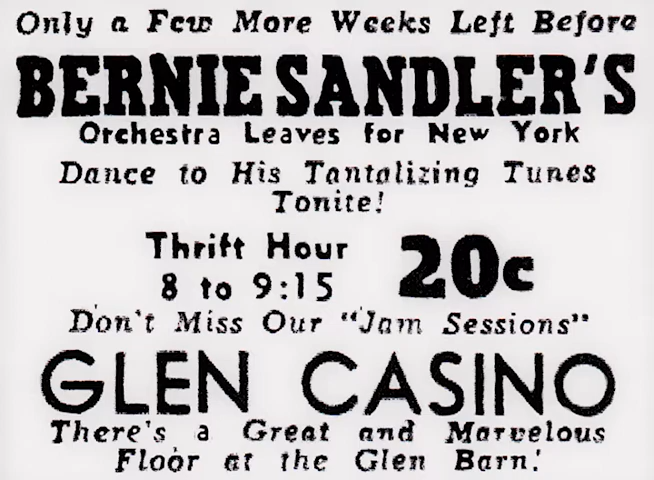 Only a Few More Weeks Left Before
BERNIE SANDLER'S
Orchestra Leaves for New York
Dance to His Tantalizing Tunes
Tonite!
Thrift Hour 20c
8 to 9:15
Don't Miss Our "Jam Sessions"
GLEN CASINO
There's a Great and Marvelous
Floor at the Glen Barn!